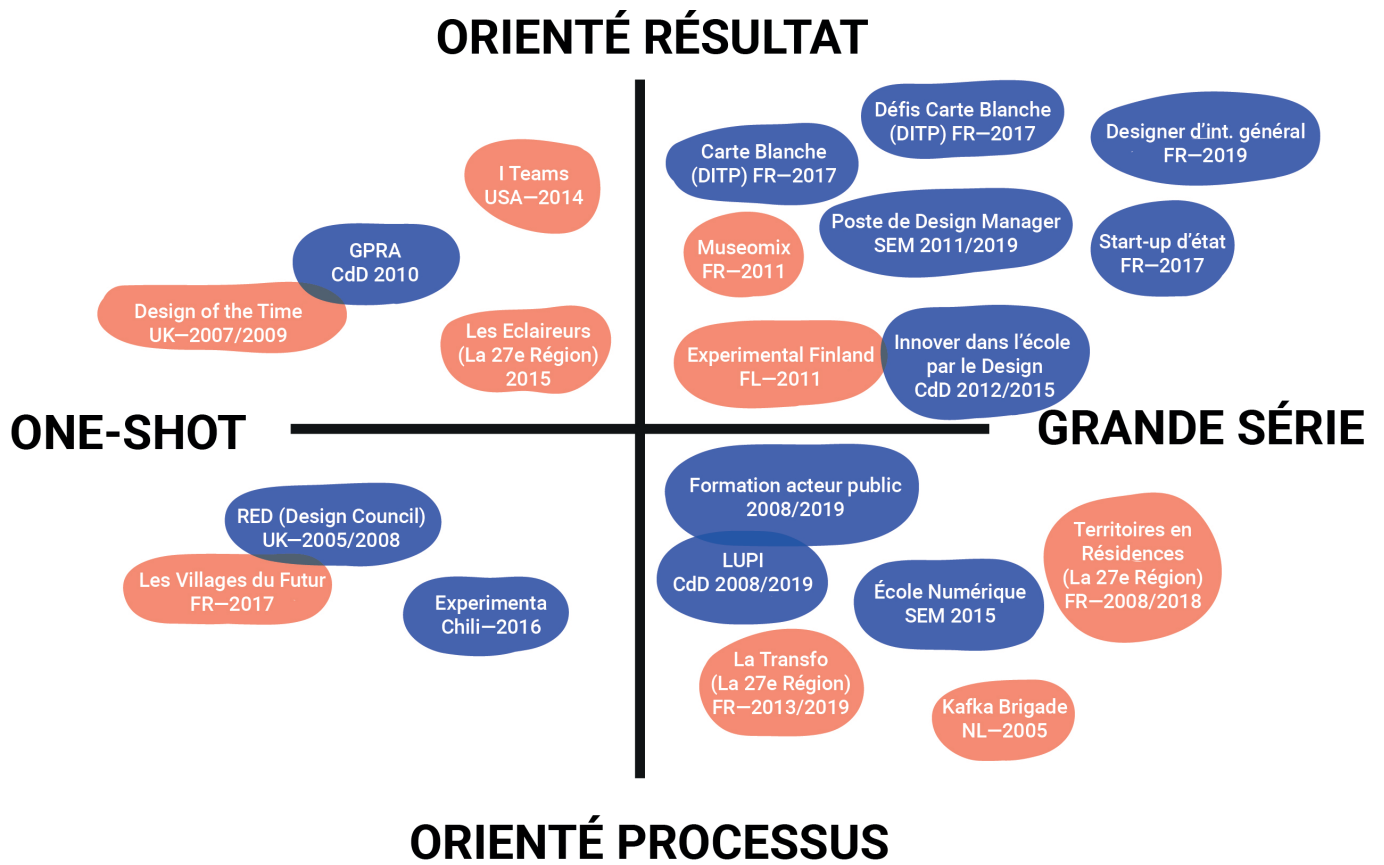 ORIENTÉ RÉSULTAT
Défis Carte Blanche
(DITP) FR—2017
Designer d'int. général
FR—2019
Carte Blanche
(DITP) FR—2017
I Teams
USA—2014
Poste de Design Manager
SEM 2011/2019
Museomix
FR—2011
Start-up d'état
FR—2017
GPRA
CdD 2010
Design of the Time
UK—2007/2009
Les Eclaireurs
(La 27e Région)
2015
Experimental Finland
FL—2011
Innover dans l'école
par le Design
CdD 2012/2015
ONE-SHOT
GRANDE SÉRIE
Formation acteur public
2008/2019
RED (Design Council)
UK—2005/2008
Les Villages du Futur
FR—2017
Experimenta
Chili—2016
LUPI
CdD 2008/2019
École Numérique
SEM 2015
Territoires en
Résidences
(La 27e Région)
FR—2008/2018
La Transfo
(La 27e Région)
FR—2013/2019
Kafka Brigade
NL—2005
ORIENTÉ PROCESSUS